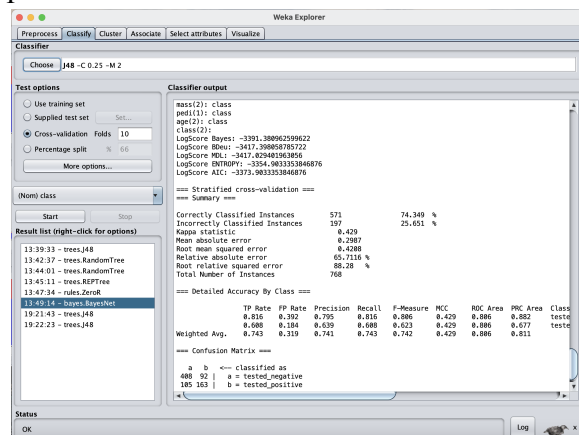 Weka Explorer
Preprocess Classify Cluster Associate Select attributes Visualize
Classifier
Choose J48 -C 0.25 -M 2
Test options
Use training set
Supplied test set Set...
Cross-validation Folds 10
Percentage split % 66
More options...
(Nom) class
Start Stop
Result list (right-click for options)
13:39:33 - trees.J48
13:42:37 - trees.RandomTree
13:44:01 - trees.RandomTree
13:45:11 - trees.REPTree
13:47:34 - rules.ZeroR
13:49:14 - bayes.BayesNet
19:21:43 - trees.J48
19:22:23 - trees.J48
Classifier output
mass(2): class
pedi(1): class
age(2): class
class(2):
LogScore Bayes: -3391.380962599622
LogScore BDeu: -3417.398058785722
LogScore MDL: -3417.029401963056
LogScore ENTROPY: -3354.9033353846876
LogScore AIC: -3373.9033353846876
=== Stratified cross-validation ===
=== Summary ===
Correctly Classified Instances 571 74.349 %
Incorrectly Classified Instances 197 25.651 %
Kappa statistic 0.429
Mean absolute error 0.2987
Root mean squared error 0.4208
Relative absolute error 65.7116 %
Root relative squared error 88.28 %
Total Number of Instances 768
=== Detailed Accuracy By Class ===
TP Rate FP Rate Precision Recall F-Measure MCC ROC Area PRC Area Class
0.816 0.392 0.795 0.816 0.806 0.429 0.806 0.882 teste
0.608 0.184 0.639 0.608 0.623 0.429 0.806 0.677 teste
Weighted Avg. 0.743 0.319 0.741 0.743 0.742 0.429 0.806 0.811
=== Confusion Matrix ===
a b <-- classified as
408 92 | a = tested_negative
105 163 | b = tested_positive
Status
OK
Log
x